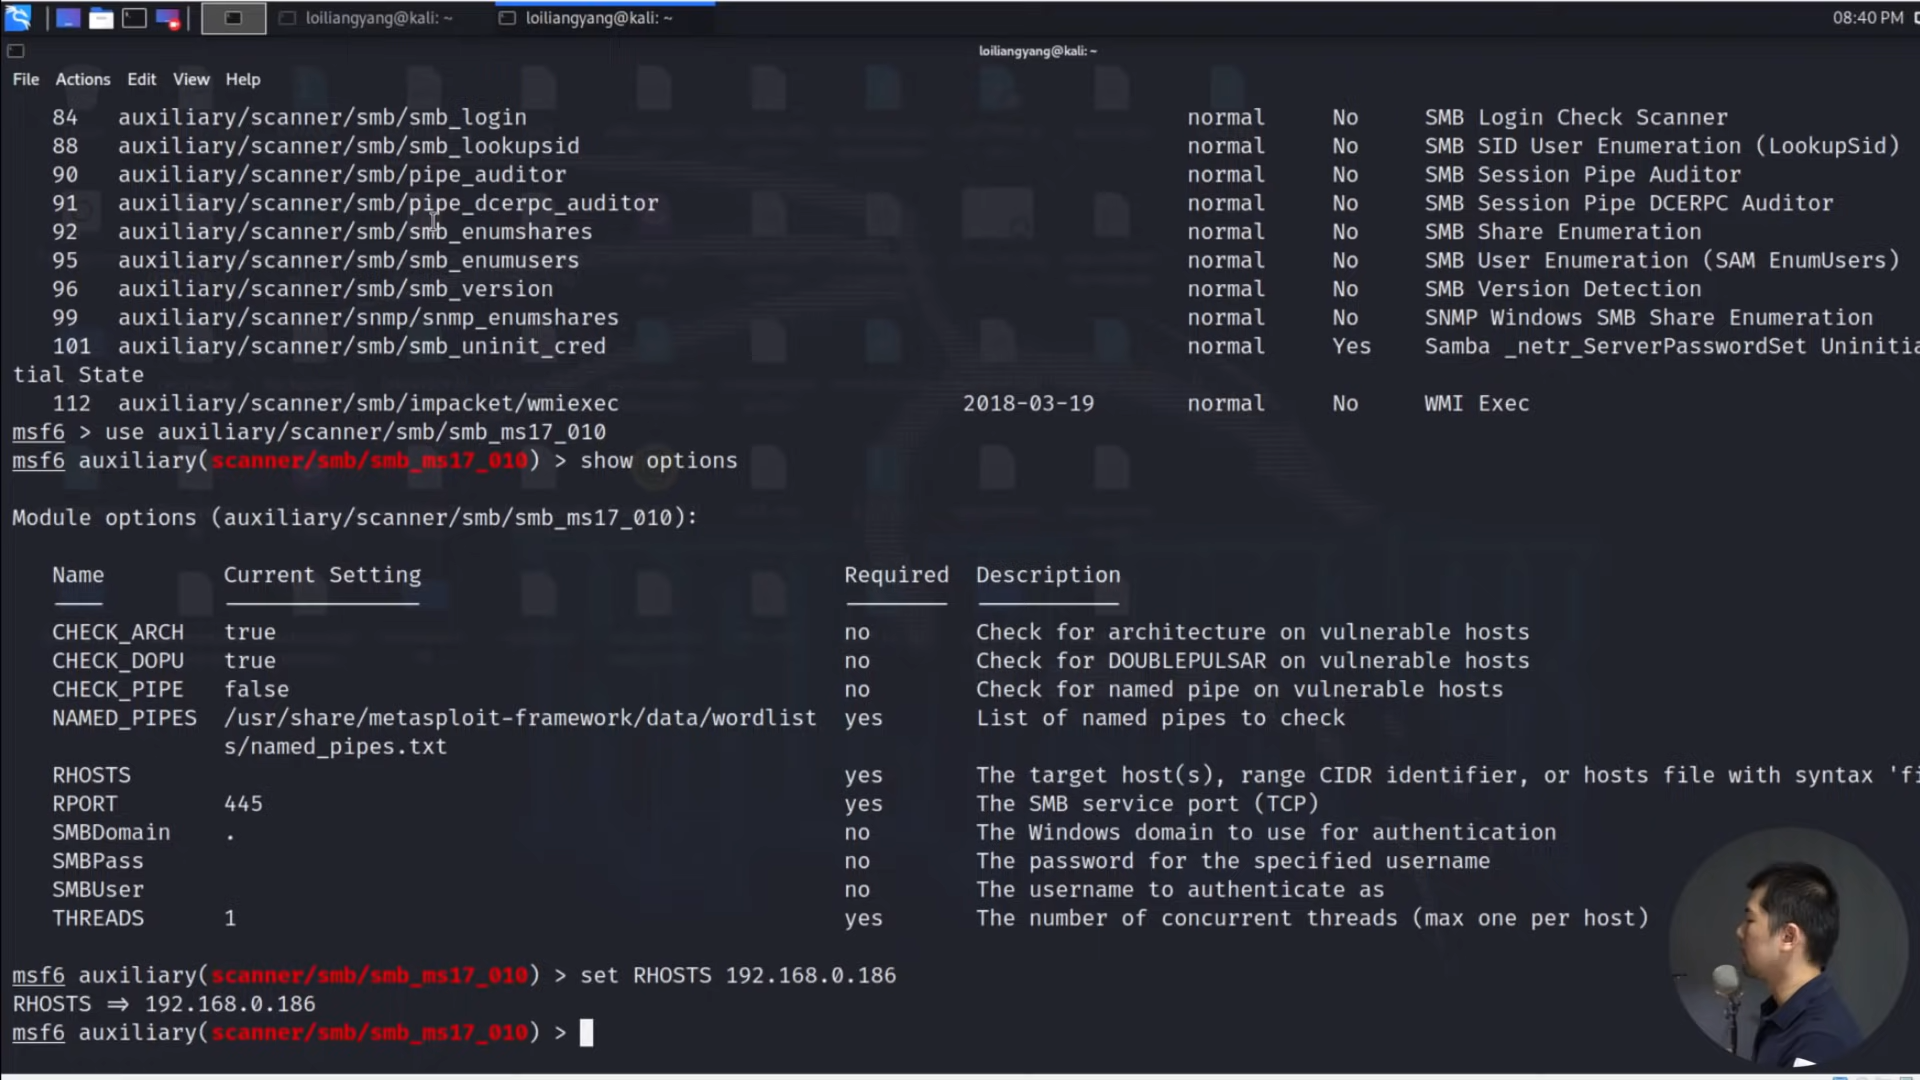 loiliangyang@kali: ~
loiliangyang@kali: ~
08:40 PM
loiliangyang@kali: ~
File Actions Edit View Help
84 auxiliary/scanner/smb/smb_login normal No SMB Login Check Scanner
88 auxiliary/scanner/smb/smb_lookupsid normal No SMB SID User Enumeration (LookupSid)
90 auxiliary/scanner/smb/pipe_auditor normal No SMB Session Pipe Auditor
91 auxiliary/scanner/smb/pipe_dcerpc_auditor normal No SMB Session Pipe DCERPC Auditor
92 auxiliary/scanner/smb/smb_enumshares normal No SMB Share Enumeration
95 auxiliary/scanner/smb/smb_enumusers normal No SMB User Enumeration (SAM EnumUsers)
96 auxiliary/scanner/smb/smb_version normal No SMB Version Detection
99 auxiliary/scanner/snmp/snmp_enumshares normal No SNMP Windows SMB Share Enumeration
101 auxiliary/scanner/smb/smb_uninit_cred normal Yes Samba _netr_ServerPasswordSet Uninitia
tial State
112 auxiliary/scanner/smb/impacket/wmiexec 2018-03-19 normal No WMI Exec
msf6 > use auxiliary/scanner/smb/smb_ms17_010
msf6 auxiliary(scanner/smb/smb_ms17_010) > show options
Module options (auxiliary/scanner/smb/smb_ms17_010):
Name Current Setting Required Description
CHECK_ARCH true no Check for architecture on vulnerable hosts
CHECK_DOPU true no Check for DOUBLEPULSAR on vulnerable hosts
CHECK_PIPE false no Check for named pipe on vulnerable hosts
NAMED_PIPES /usr/share/metasploit-framework/data/wordlist yes List of named pipes to check
s/named_pipes.txt
RHOSTS yes The target host(s), range CIDR identifier, or hosts file with syntax 'fi
RPORT 445 yes The SMB service port (TCP)
SMBDomain . no The Windows domain to use for authentication
SMBPass no The password for the specified username
SMBUser no The username to authenticate as
THREADS 1 yes The number of concurrent threads (max one per host)
msf6 auxiliary(scanner/smb/smb_ms17_010) > set RHOSTS 192.168.0.186
RHOSTS ⇒ 192.168.0.186
msf6 auxiliary(scanner/smb/smb_ms17_010) >